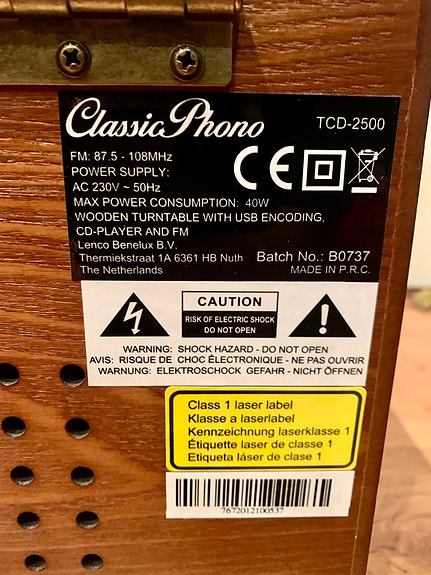 Classic Phono
TCD-2500
FM: 87.5 - 108MHz
POWER SUPPLY:
AC 230V ~ 50Hz
MAX POWER CONSUMPTION: 40W
WOODEN TURNTABLE WITH USB ENCODING,
CD-PLAYER AND FM
Lenco Benelux B.V.
Thermiekstraat 1A 6361 HB Nuth
The Netherlands
CE
Batch No.: B0737
MADE IN P.R.C.
CAUTION
RISK OF ELECTRIC SHOCK
DO NOT OPEN
WARNING: SHOCK HAZARD - DO NOT OPEN
AVIS: RISQUE DE CHOC ÉLECTRONIQUE - NE PAS OUVRIR
WARNUNG: ELEKTROSCHOCK GEFAHR - NICHT ÖFFNEN
Class 1 laser label
Klasse a laserlabel
Kennzeichnung laserklasse 1
Étiquette laser de classe 1
Etiqueta láser de clase 1
7672012100537